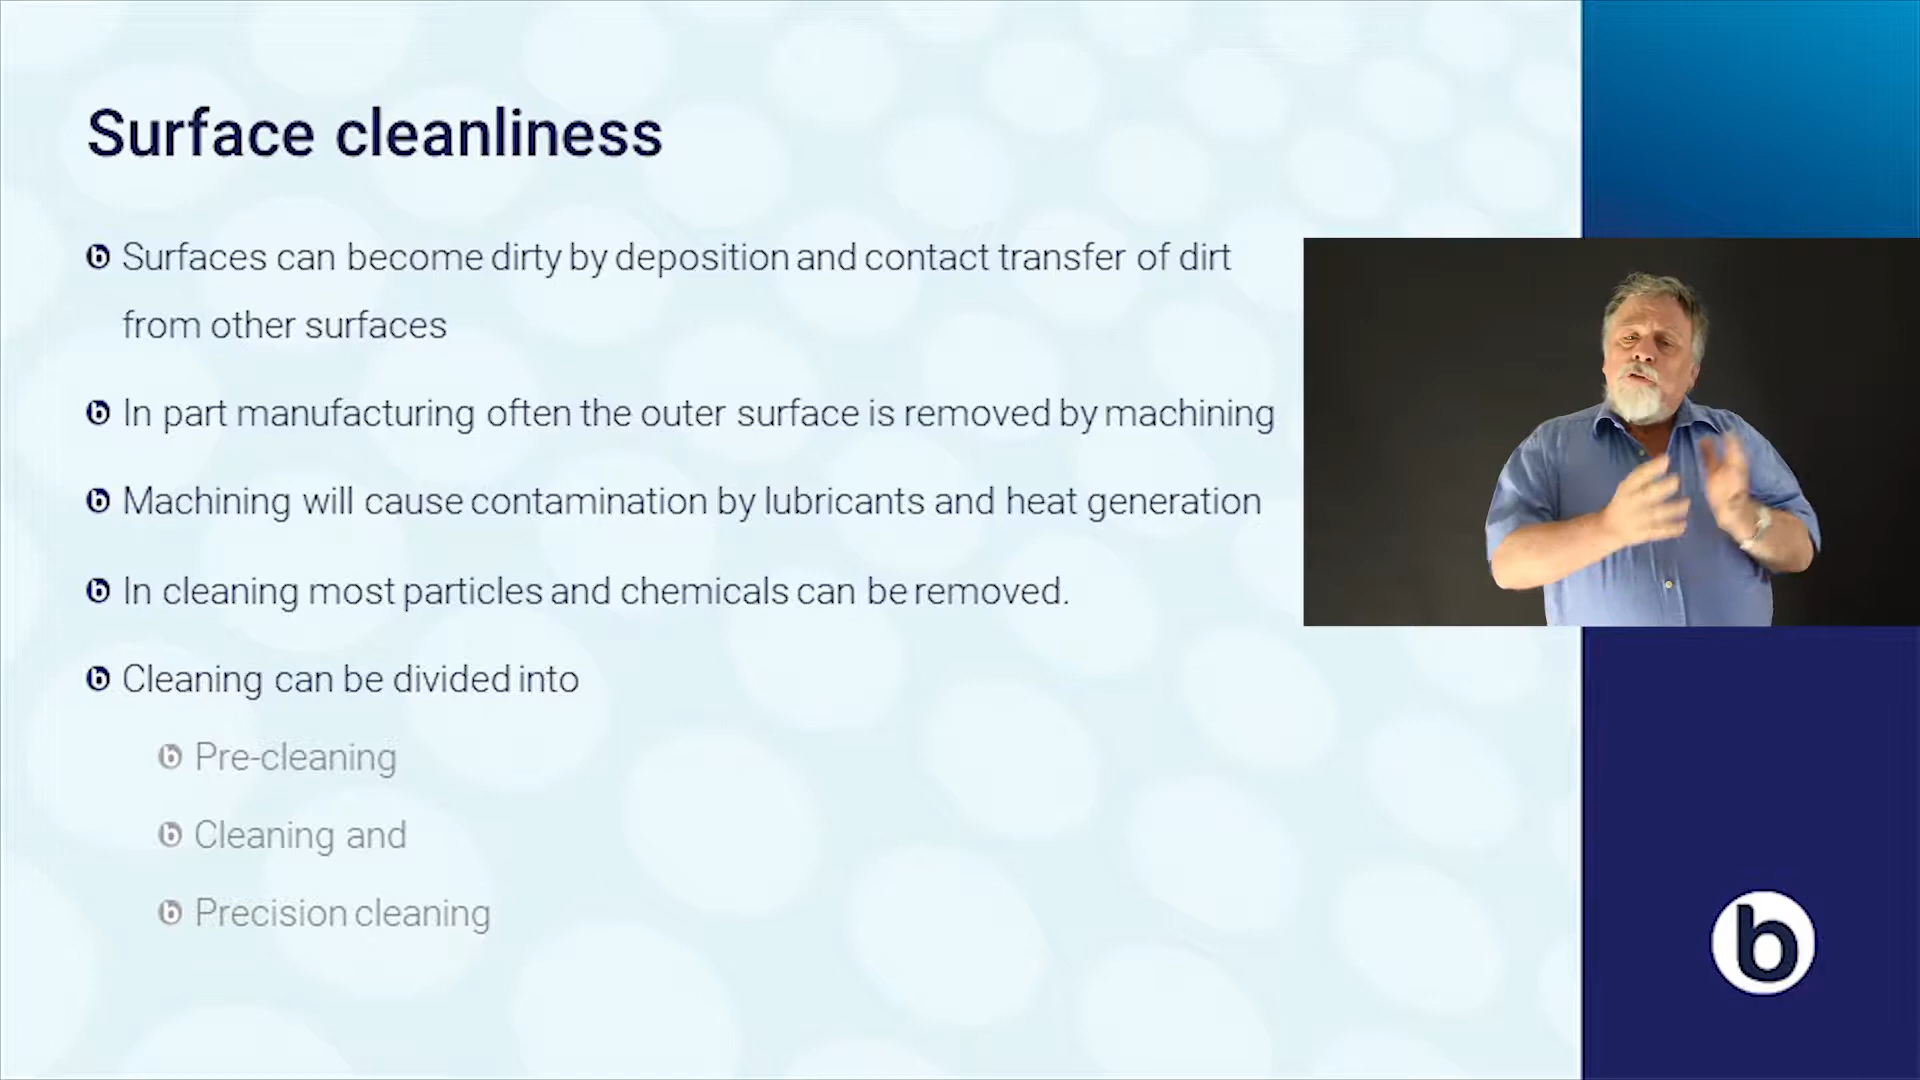 Surface cleanliness
Surfaces can become dirty by deposition and contact transfer of dirt
from other surfaces
In part manufacturing often the outer surface is removed by machining
Machining will cause contamination by lubricants and heat generation
In cleaning most particles and chemicals can be removed.
Cleaning can be divided into
Pre-cleaning
Cleaning and
Precision cleaning
b